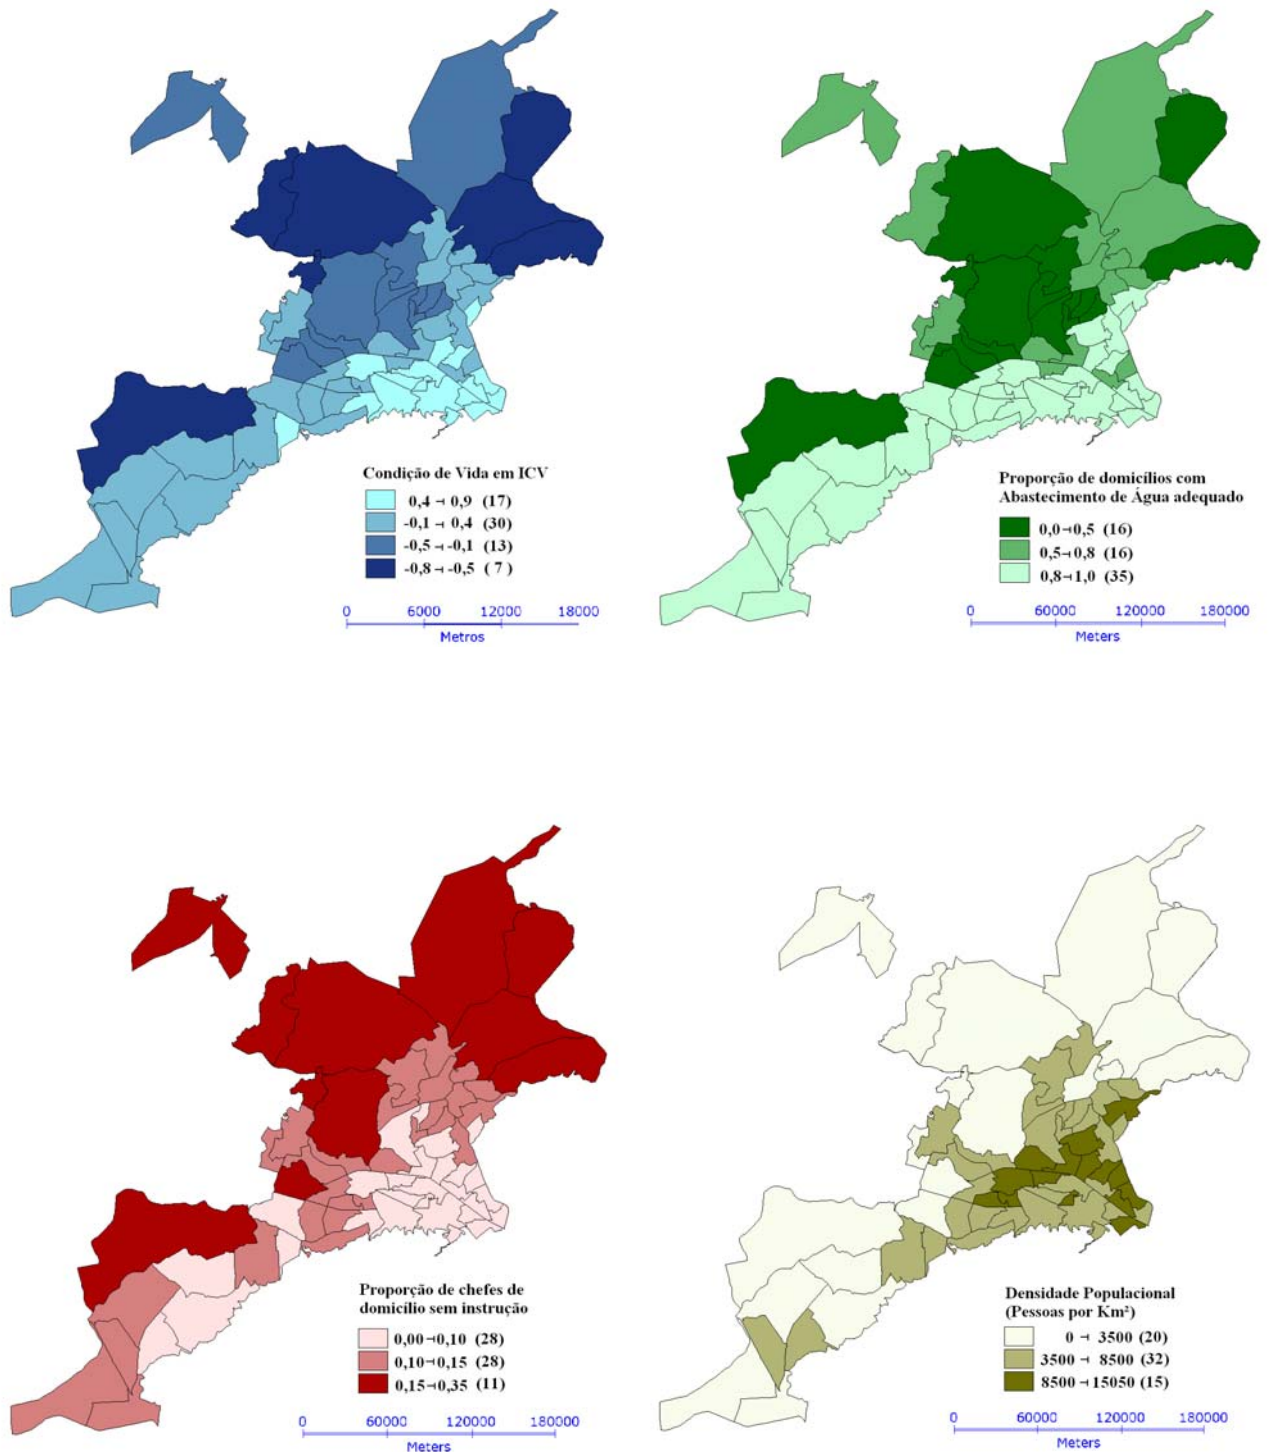 Condição de Vida em ICV
0,4 ⊣ 0,9 (17)
-0,1 ⊣ 0,4 (30)
-0,5 ⊣ -0,1 (13)
-0,8 ⊣ -0,5 ( 7 )
0 6000 12000 18000
Metros
Proporção de domicílios com
Abastecimento de Água adequado
0,0⊣0,5 (16)
0,5⊣0,8 (16)
0,8⊣1,0 (35)
0 60000 120000 180000
Meters
Proporção de chefes de
domicílio sem instrução
0,00⊣0,10 (28)
0,10⊣0,15 (28)
0,15⊣0,35 (11)
0 60000 120000 180000
Meters
Densidade Populacional
(Pessoas por Km²)
0 ⊣ 3500 (20)
3500 ⊣ 8500 (32)
8500 ⊣ 15050 (15)
0 60000 120000 180000
Meters